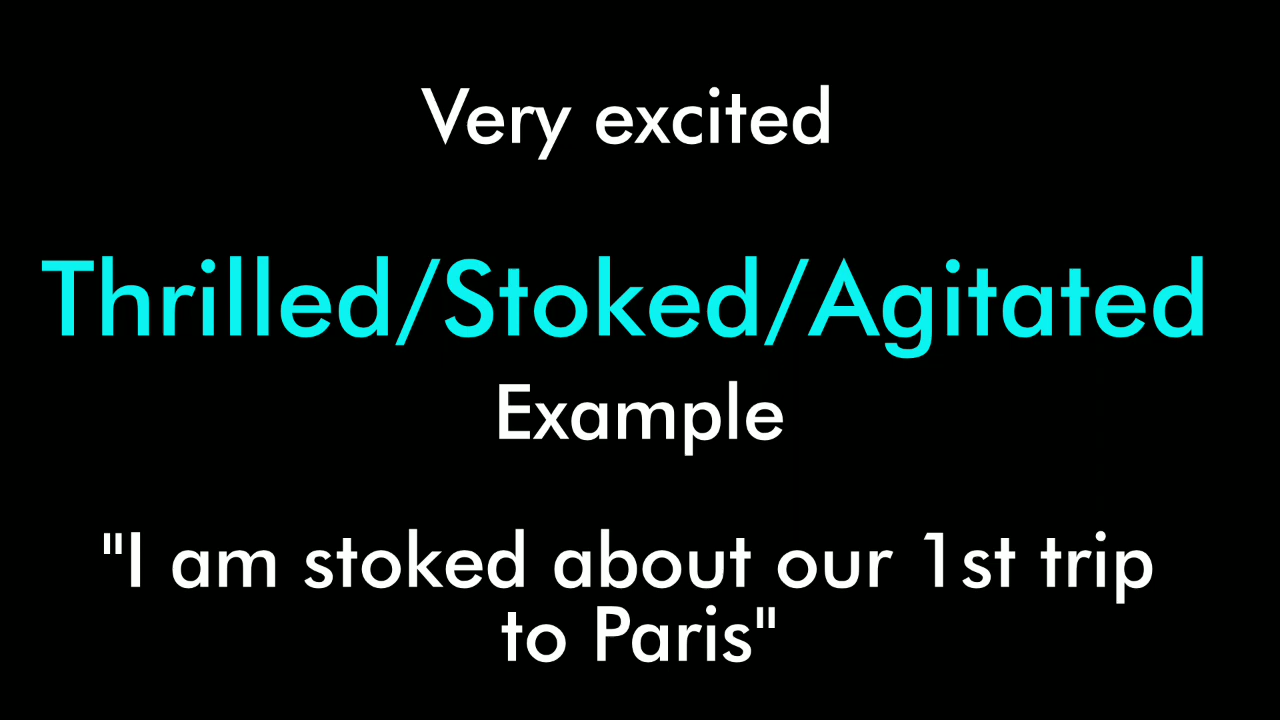 Very excited
Thrilled/Stoked/Agitated
Example
"I am stoked about our 1st trip
to Paris"